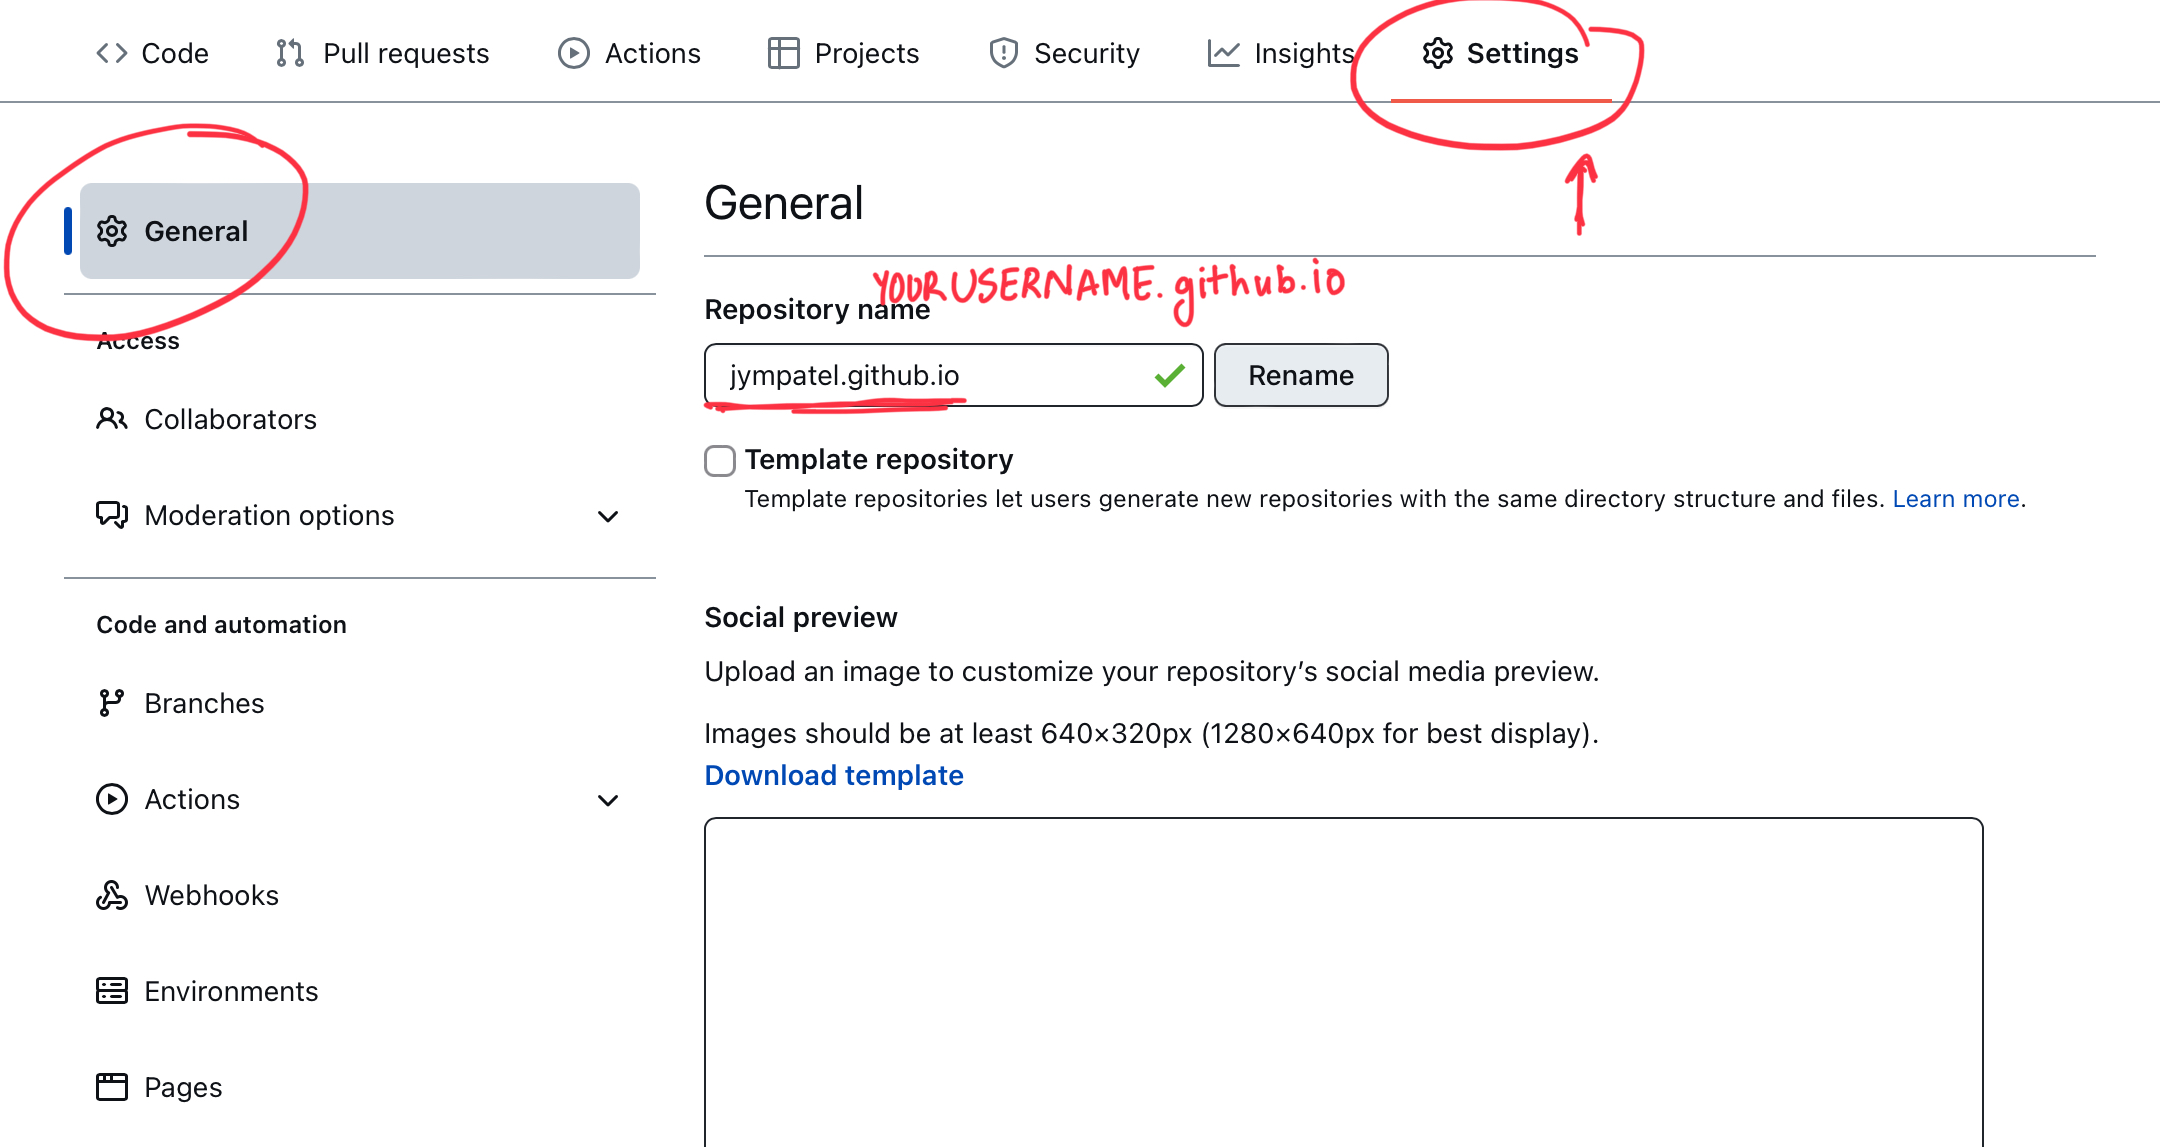 Code Pull requests Actions Projects Security Insights Settings
General
Access
Collaborators
Moderation options
Code and automation
Branches
Actions
Webhooks
Environments
Pages
General
YOURUSERNAME.github.io
Repository name
jympatel.github.io Rename
Template repository
Template repositories let users generate new repositories with the same directory structure and files. Learn more.
Social preview
Upload an image to customize your repository’s social media preview.
Images should be at least 640×320px (1280×640px for best display).
Download template